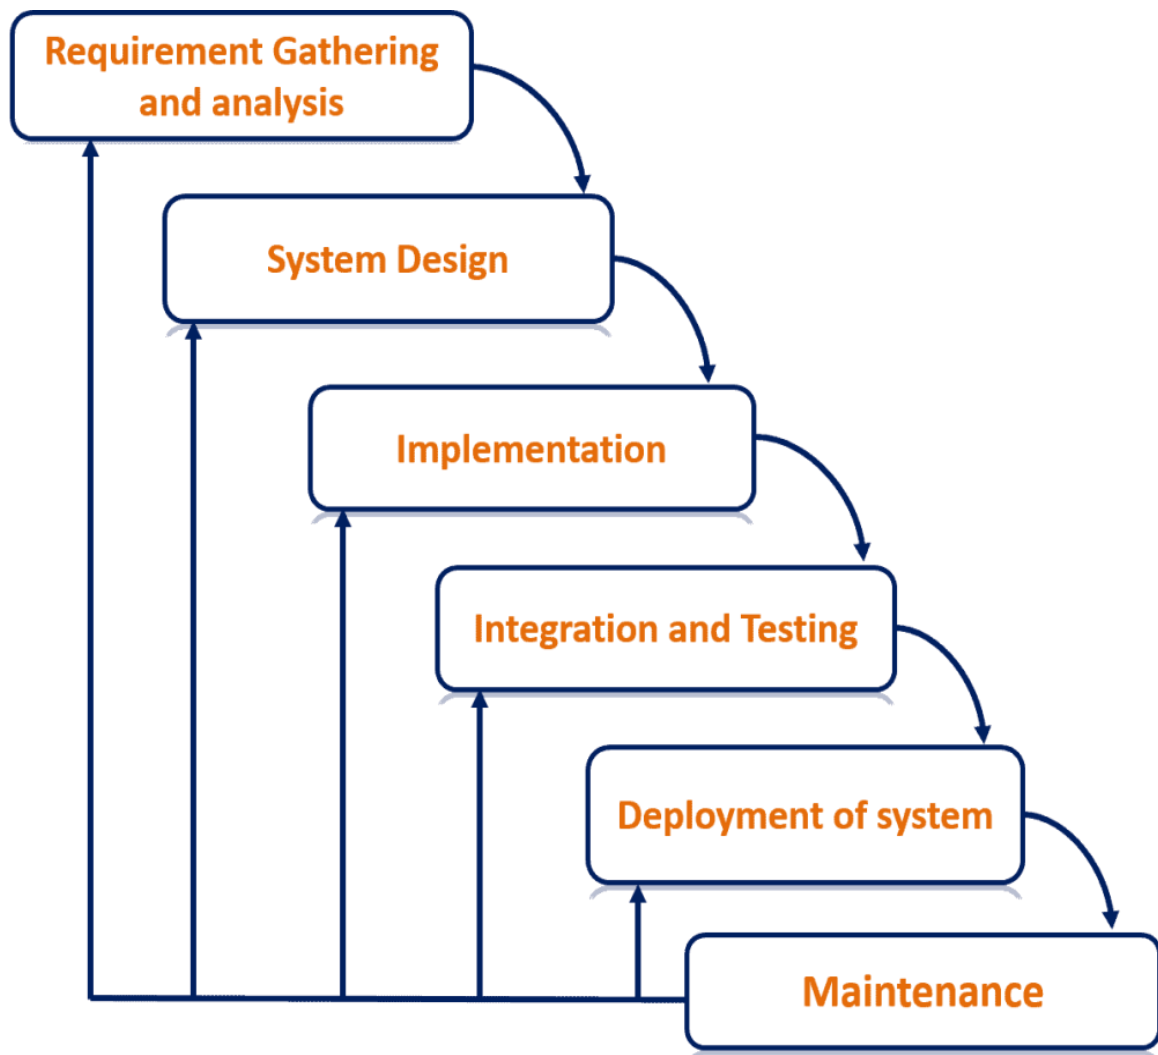 Requirement Gathering
and analysis
System Design
Implementation
Integration and Testing
Deployment of system
Maintenance